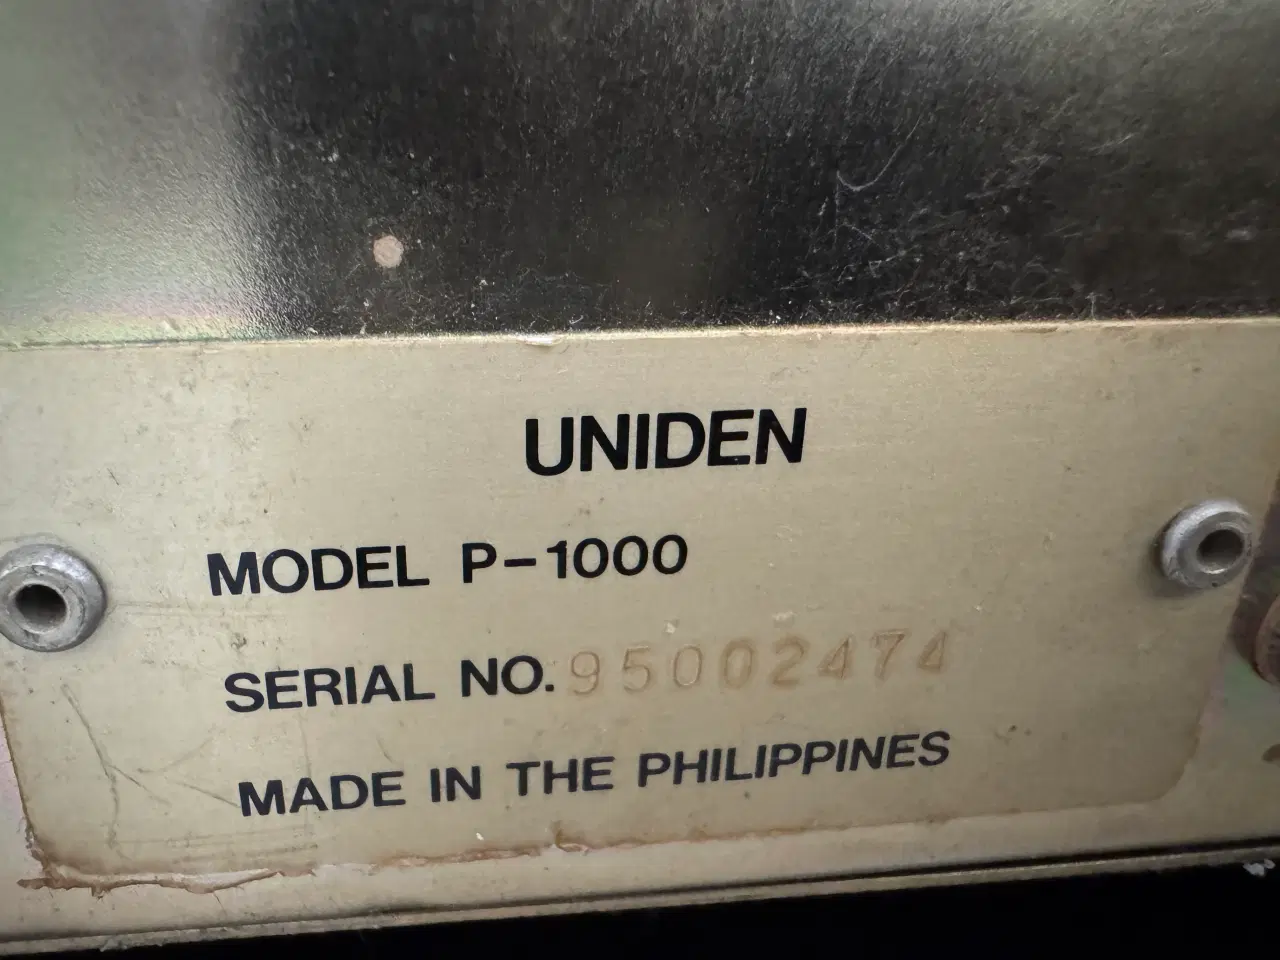 UNIDEN
MODEL P-1000
SERIAL NO. 95002474
MADE IN THE PHILIPPINES